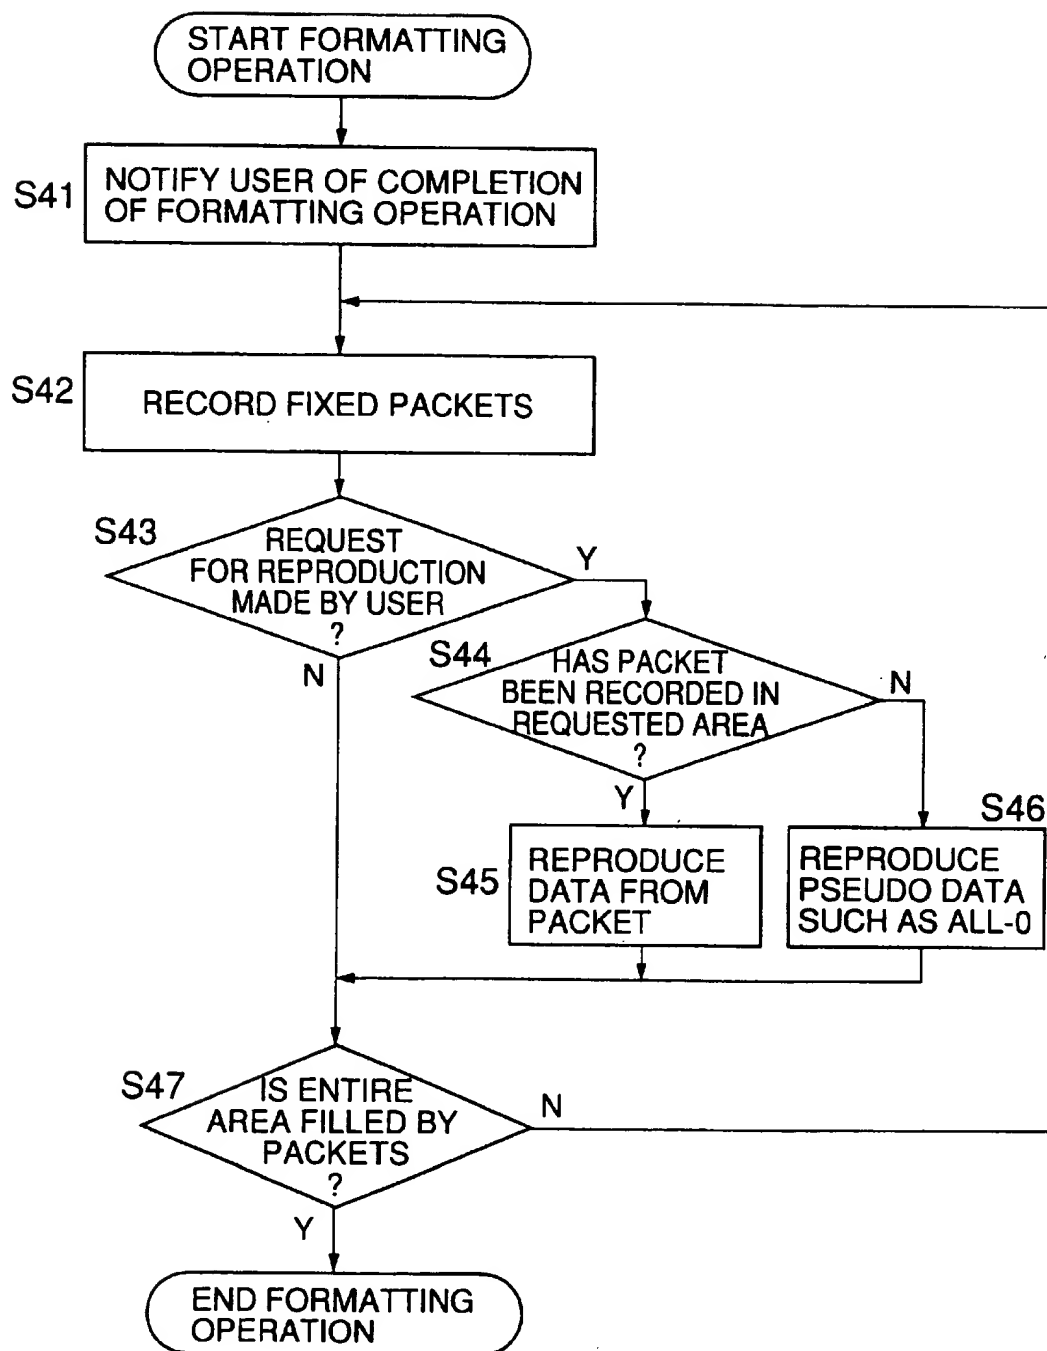 START FORMATTING
OPERATION
S41
NOTIFY USER OF COMPLETION
OF FORMATTING OPERATION
S42
RECORD FIXED PACKETS
S43
REQUEST
FOR REPRODUCTION
MADE BY USER
?
Y
N
S44
HAS PACKET
BEEN RECORDED IN
REQUESTED AREA
?
N
Y
S45
REPRODUCE
DATA FROM
PACKET
S46
REPRODUCE
PSEUDO DATA
SUCH AS ALL-0
S47
IS ENTIRE
AREA FILLED BY
PACKETS
?
N
Y
END FORMATTING
OPERATION